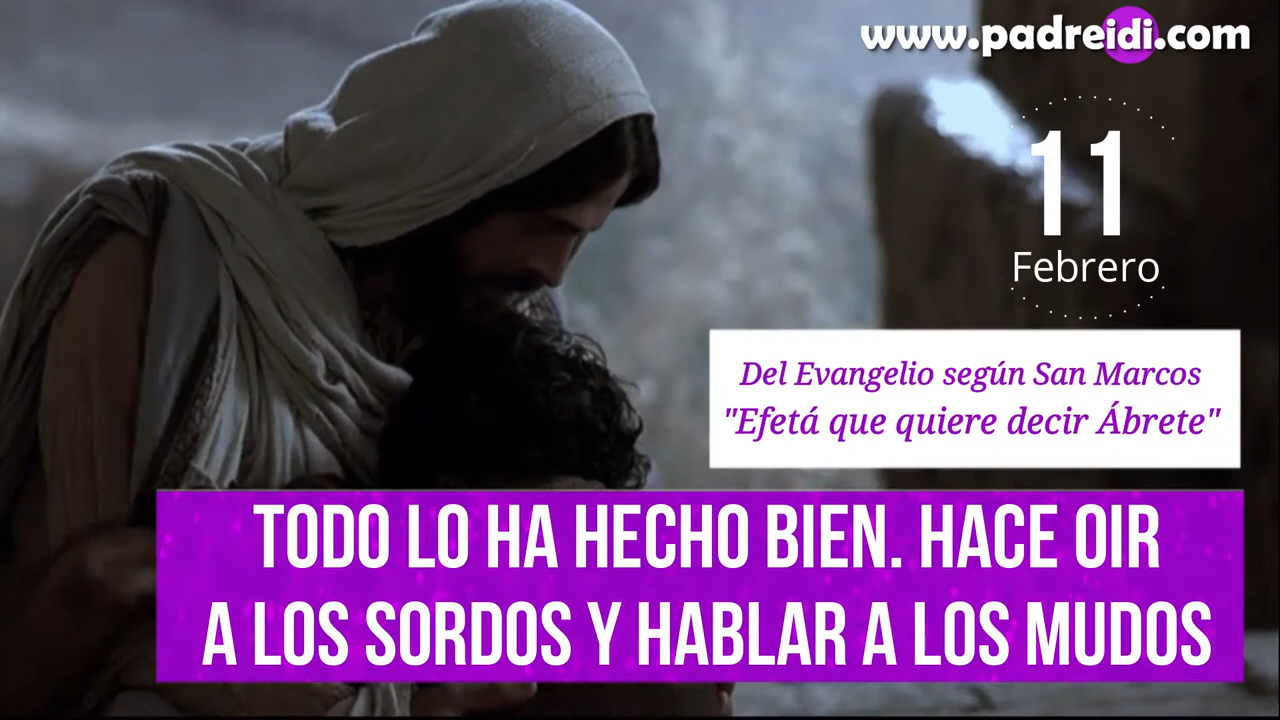 www.padreidi.com
11
Febrero
Del Evangelio según San Marcos
"Efetá que quiere decir Ábrete"
TODO LO HA HECHO BIEN. HACE OIR
A LOS SORDOS Y HABLAR A LOS MUDOS